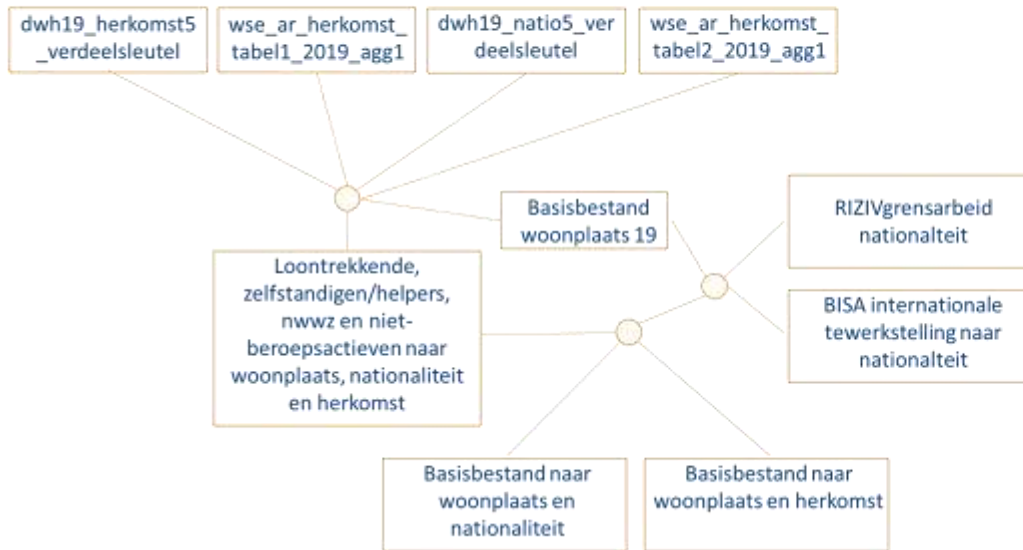 dwh19_herkomst5
_verdeelsleutel
wse_ar_herkomst_
tabel1_2019_agg1
dwh19_natio5_ver
deelsleutel
wse_ar_herkomst_
tabel2_2019_agg1
Basisbestand
woonplaats 19
RIZIVgrensarbeid
nationalteit
Loontrekkende,
zelfstandigen/helpers,
nwwz en niet-
beroepsactieven naar
woonplaats, nationaliteit
en herkomst
BISA internationale
tewerkstelling naar
nationalteit
Basisbestand naar
woonplaats en
nationaliteit
Basisbestand naar
woonplaats en herkomst